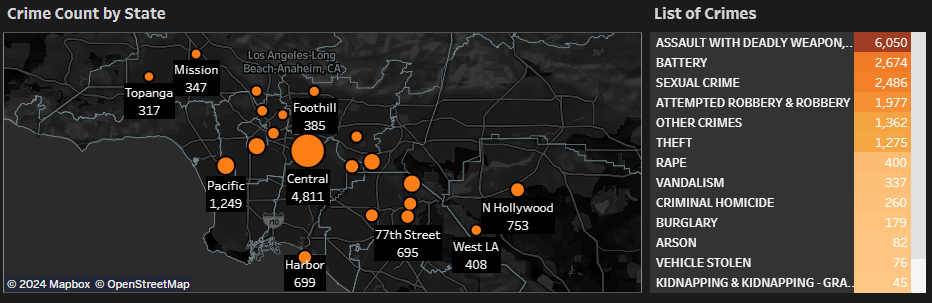 Crime Count by State
List of Crimes
Los Angeles-Long
Beach-Anaheim, CA
Mission
347
Topanga
317
Foothill
385
Pacific
1,249
Central
4,811
N Hollywood
753
77th Street
695
West LA
408
Harbor
699
© 2024 Mapbox © OpenStreetMap
ASSAULT WITH DEADLY WEAPON,... 6,050
BATTERY 2,674
SEXUAL CRIME 2,486
ATTEMPTED ROBBERY & ROBBERY 1,977
OTHER CRIMES 1,362
THEFT 1,275
RAPE 400
VANDALISM 337
CRIMINAL HOMICIDE 260
BURGLARY 179
ARSON 82
VEHICLE STOLEN 76
KIDNAPPING & KIDNAPPING - GRA... 45